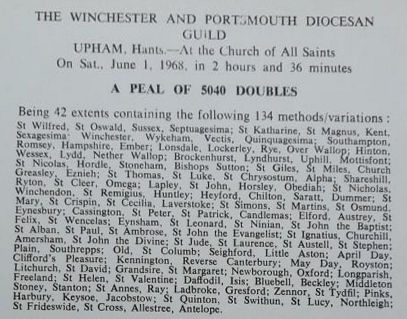 THE WINCHESTER AND PORTSMOUTH DIOCESAN
GUILD
UPHAM, Hants.—At the Church of All Saints
On Sat., June 1, 1968, in 2 hours and 36 minutes
A PEAL OF 5040 DOUBLES
Being 42 extents containing the following 134 methods/variations :
St Wilfred, St Oswald, Sussex, Septuagesima; St Katharine, St Magnus, Kent,
Sexagesima; Winchester, Wykeham, Vectis, Quinquagesima; Southampton,
Romsey, Hampshire, Ember; Lonsdale, Lockerley, Rye, Over Wallop; Hinton,
Wessex, Lydd, Nether Wallop; Brockenhurst, Lyndhurst, Uphill, Mottisfont;
St Nicolas, Hordle, Stoneham, Bishops Sutton; St Giles, St Miles, Church
Greasley, Eznieh; St Thomas, St Luke, St Chrysostum, Alpha; Shareshill,
Ryton, St Cleer, Omega; Lapley, St John, Horsley, Obediah; St Nicholas,
Winchendon, St Remigius, Huntley; Heyford, Chilton, Saratt, Dummer; St
Mary, St Crispin, St Cecilia, Laverstoke; St Simons, St Martins, St Osmund,
Eynesbury; Cassington, St Peter, St Patrick, Candlemas; Elford, Austrey, St
Felix, St Wencelas; Eynsham, St Leonard, St Ninian, St John the Baptist;
St Alban, St Paul, St Ambrose, St John the Evangelist; St Ignatius, Churchill,
Amersham, St John the Divine; St Jude, St Laurence, St Austell, St Stephen;
Plain, Southrepps; Old, St Columb; Seighford, Little Aston; April Day,
Clifford's Pleasure; Kennington, Reverse Canterbury; May Day, Royston;
Litchurch, St David; Grandsire, St Margaret; Newborough, Oxford; Longparish,
Freeland; St Helen, St Valentine; Daffodil, Isis; Bluebell, Beckley; Middleton
Stoney, Stanton; St Annes, Ray; Ladbroke, Gresford; Zennor, St Tydfil; Pinks,
Harbury, Keysoe, Jacobstow; St Quinton, St Swithun, St Lucy, Northleigh;
St Frideswide, St Cross, Allestree, Antelope.